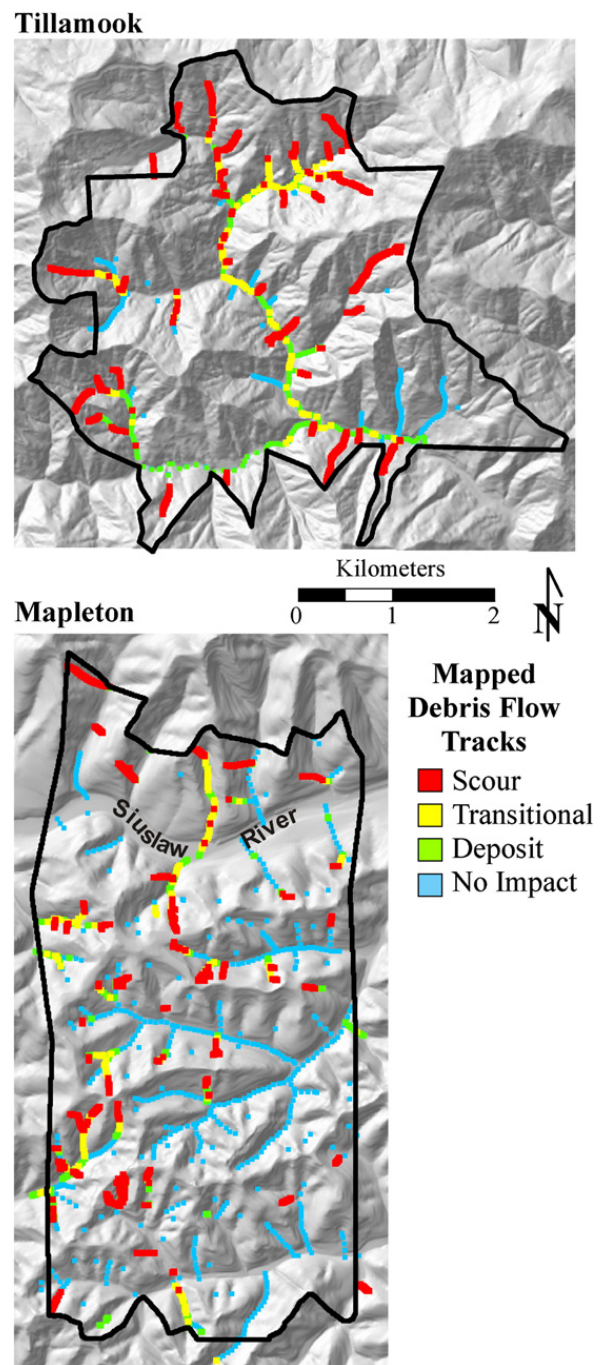 Tillamook
Kilometers
0 1 2
N
Mapleton
Mapped
Debris Flow
Tracks
Scour
Transitional
Deposit
No Impact
Siuslaw River